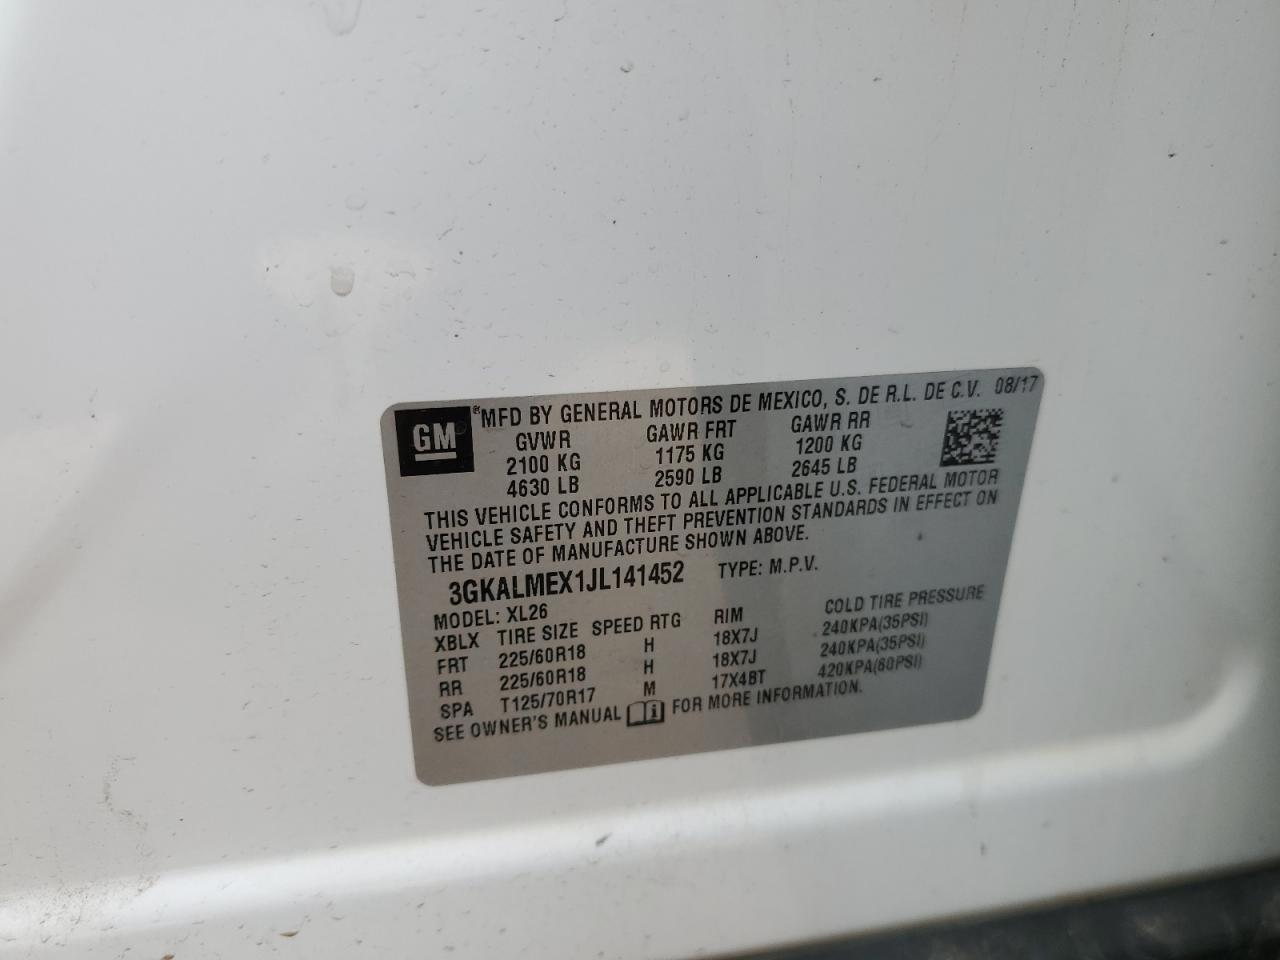 GM ® MFD BY GENERAL MOTORS DE MEXICO, S. DE R.L. DE C.V. 08/17
GVWR GAWR FRT GAWR RR
2100 KG 1175 KG 1200 KG
4630 LB 2590 LB 2645 LB
THIS VEHICLE CONFORMS TO ALL APPLICABLE U.S. FEDERAL MOTOR
VEHICLE SAFETY AND THEFT PREVENTION STANDARDS IN EFFECT ON
THE DATE OF MANUFACTURE SHOWN ABOVE.
3GKALMEX1JL141452 TYPE: M.P.V.
MODEL: XL26
XBLX TIRE SIZE SPEED RTG RIM COLD TIRE PRESSURE
FRT 225/60R18 H 18X7J 240KPA(35PSI)
RR 225/60R18 H 18X7J 240KPA(35PSI)
SPA T125/70R17 M 17X4BT 420KPA(60PSI)
SEE OWNER'S MANUAL FOR MORE INFORMATION.